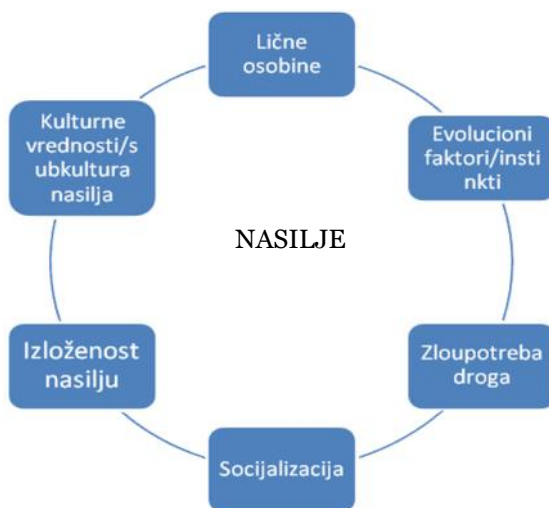 Lične
osobine
Kulturne
vrednosti/s
ubkultura
nasilja
Evolucioni
faktori/insti
nkti
NASILJE
Izloženost
nasilju
Zloupotreba
droga
Socijalizacija